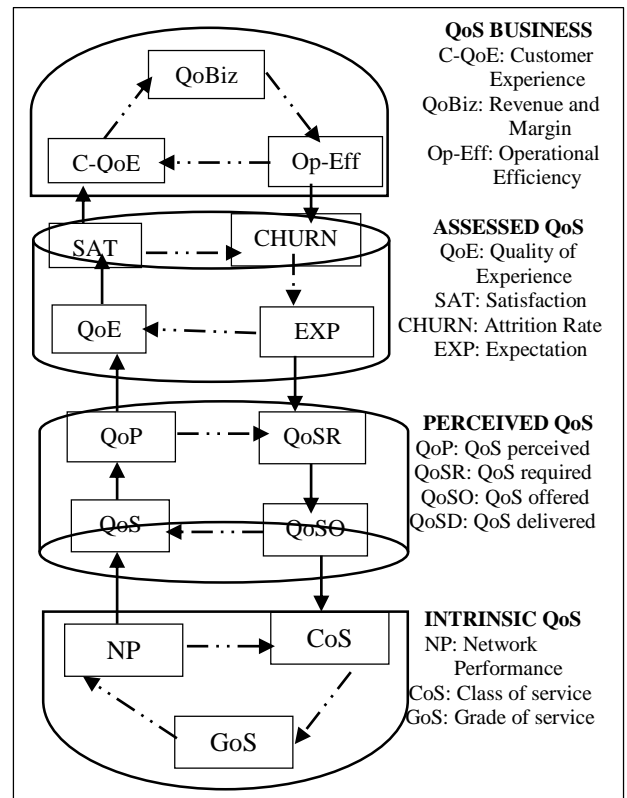 QoS BUSINESS
C-QoE: Customer
Experience
QoBiz: Revenue and
Margin
Op-Eff: Operational
Efficiency
QoBiz
C-QoE
Op-Eff
ASSESSED QoS
QoE: Quality of
Experience
SAT: Satisfaction
CHURN: Attrition Rate
EXP: Expectation
SAT
CHURN
QoE
EXP
PERCEIVED QoS
QoP: QoS perceived
QoSR: QoS required
QoSO: QoS offered
QoSD: QoS delivered
QoP
QoSR
QoS
QoSO
INTRINSIC QoS
NP: Network
Performance
CoS: Class of service
GoS: Grade of service
NP
CoS
GoS